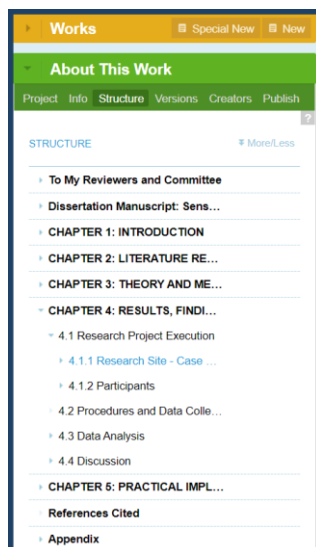 Works
Special New
New
About This Work
Project Info Structure Versions Creators Publish
?
STRUCTURE
More/Less
To My Reviewers and Committee
Dissertation Manuscript: Sens...
CHAPTER 1: INTRODUCTION
CHAPTER 2: LITERATURE RE...
CHAPTER 3: THEORY AND ME...
CHAPTER 4: RESULTS, FINDI...
4.1 Research Project Execution
4.1.1 Research Site - Case ...
4.1.2 Participants
4.2 Procedures and Data Colle...
4.3 Data Analysis
4.4 Discussion
CHAPTER 5: PRACTICAL IMPL...
References Cited
Appendix